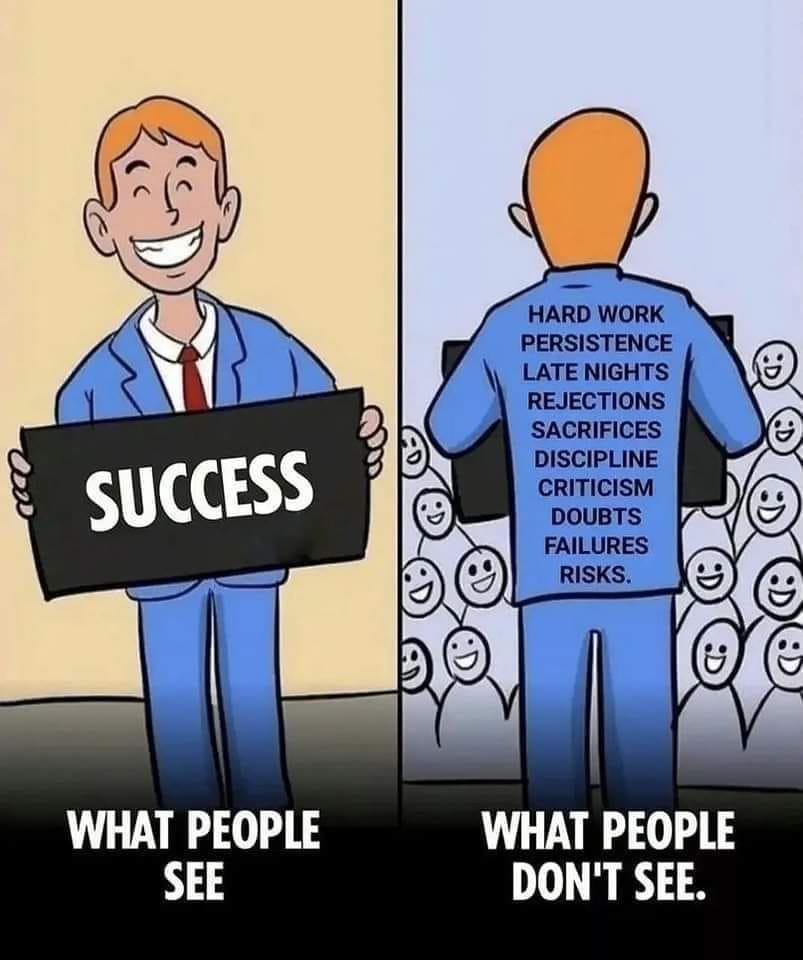 SUCCESS
WHAT PEOPLE
SEE
HARD WORK
PERSISTENCE
LATE NIGHTS
REJECTIONS
SACRIFICES
DISCIPLINE
CRITICISM
DOUBTS
FAILURES
RISKS.
WHAT PEOPLE
DON'T SEE.